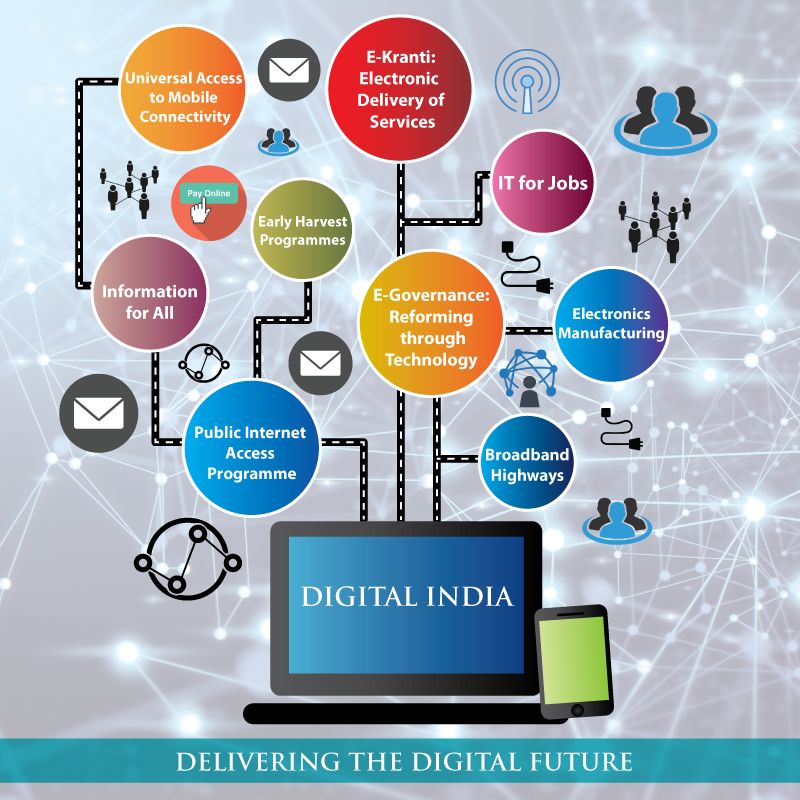 Universal Access
to Mobile
Connectivity
E-Kranti:
Electronic
Delivery of
Services
IT for Jobs
Pay Online
Early Harvest
Programmes
Information
for All
E-Governance:
Reforming
through
Technology
Electronics
Manufacturing
Public Internet
Access
Programme
Broadband
Highways
DIGITAL INDIA
DELIVERING THE DIGITAL FUTURE